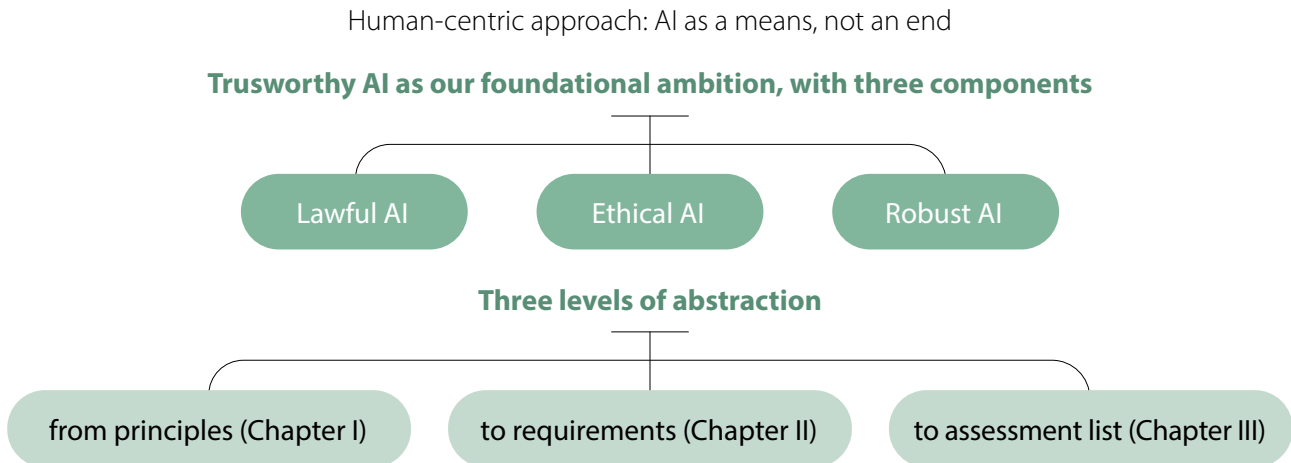 Human-centric approach: AI as a means, not an end
Trusworthy AI as our foundational ambition, with three components
Lawful AI
Ethical AI
Robust AI
Three levels of abstraction
from principles (Chapter I)
to requirements (Chapter II)
to assessment list (Chapter III)